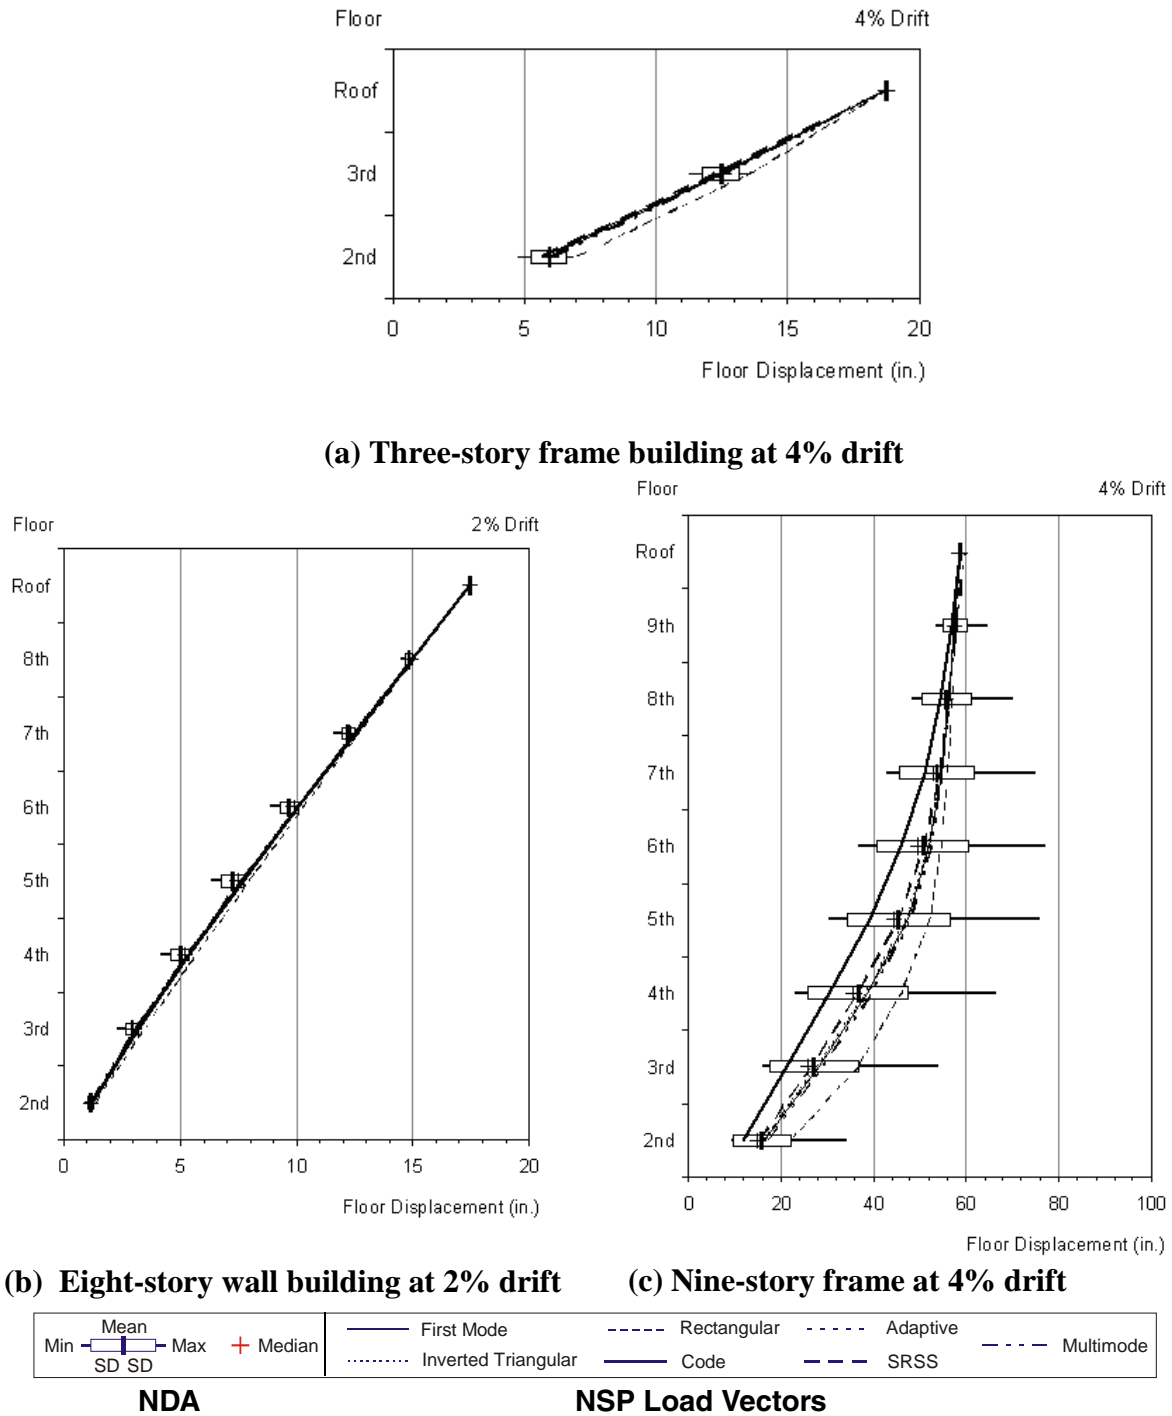 Floor 4% Drift
Roof
3rd
2nd
0 5 10 15 20
Floor Displacement (in.)
(a) Three-story frame building at 4% drift
Floor 2% Drift
Roof
8th
7th
6th
5th
4th
3rd
2nd
0 5 10 15 20
Floor Displacement (in.)
(b) Eight-story wall building at 2% drift
Floor 4% Drift
Roof
9th
8th
7th
6th
5th
4th
3rd
2nd
0 20 40 60 80 100
Floor Displacement (in.)
(c) Nine-story frame at 4% drift
Mean
Min Max Median
SD SD
First Mode Rectangular Adaptive
Multimode
Inverted Triangular Code SRSS
NDA NSP Load Vectors